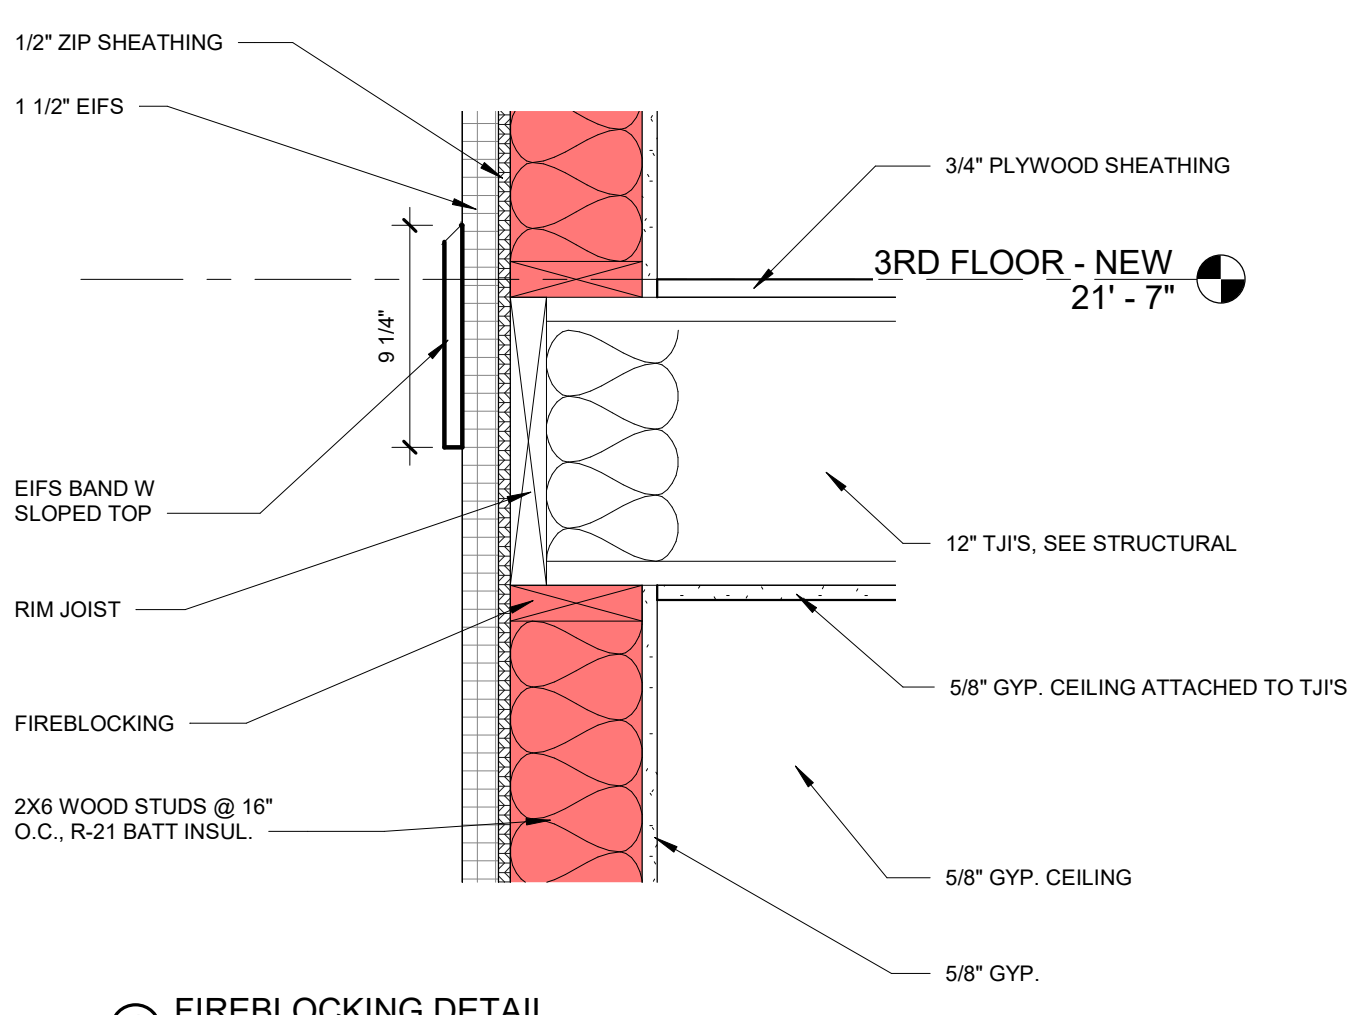 1/2" ZIP SHEATHING
1 1/2" EIFS
3/4" PLYWOOD SHEATHING
3RD FLOOR - NEW
21' - 7"
9 1/4"
EIFS BAND W
SLOPED TOP
12" TJI'S, SEE STRUCTURAL
RIM JOIST
5/8" GYP. CEILING ATTACHED TO TJI'S
FIREBLOCKING
2X6 WOOD STUDS @ 16"
O.C., R-21 BATT INSUL.
5/8" GYP. CEILING
5/8" GYP.
FIREBLOCKING DETAIL